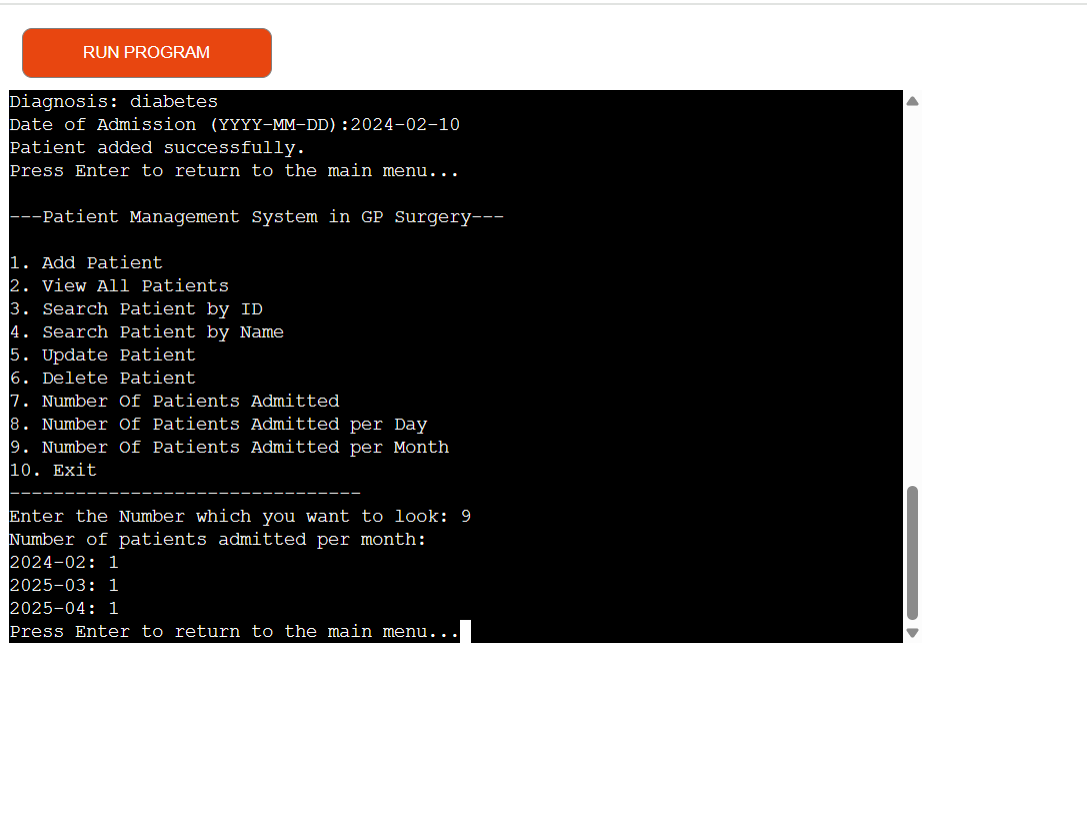 RUN PROGRAM
Diagnosis: diabetes
Date of Admission (YYYY-MM-DD):2024-02-10
Patient added successfully.
Press Enter to return to the main menu...
---Patient Management System in GP Surgery---
1. Add Patient
2. View All Patients
3. Search Patient by ID
4. Search Patient by Name
5. Update Patient
6. Delete Patient
7. Number Of Patients Admitted
8. Number Of Patients Admitted per Day
9. Number Of Patients Admitted per Month
10. Exit
--------------------------------
Enter the Number which you want to look: 9
Number of patients admitted per month:
2024-02: 1
2025-03: 1
2025-04: 1
Press Enter to return to the main menu...